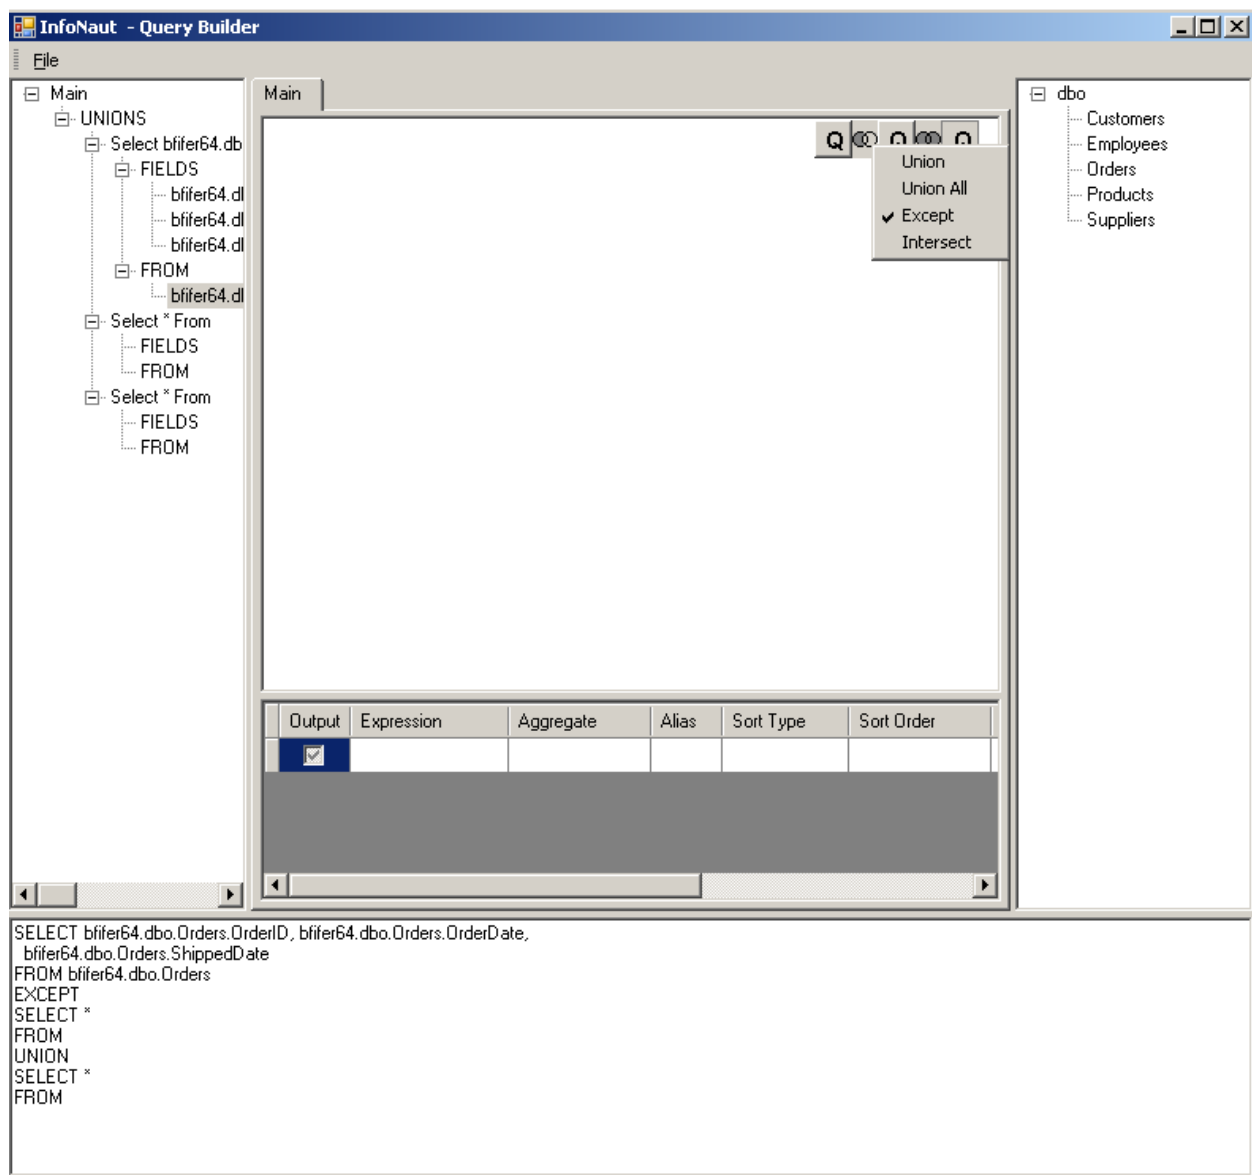 InfoNaut - Query Builder
File
Main
UNIONS
Select bfifer64.db
FIELDS
bfifer64.dl
bfifer64.dl
bfifer64.dl
FROM
bfifer64.dl
Select * From
FIELDS
FROM
Select * From
FIELDS
FROM
Main
Q Q Q
Union
Union All
Except
Intersect
Output Expression Aggregate Alias Sort Type Sort Order
dbo
Customers
Employees
Orders
Products
Suppliers
SELECT bfifer64.dbo.Orders.OrderID, bfifer64.dbo.Orders.OrderDate,
bfifer64.dbo.Orders.ShippedDate
FROM bfifer64.dbo.Orders
EXCEPT
SELECT *
FROM
UNION
SELECT *
FROM